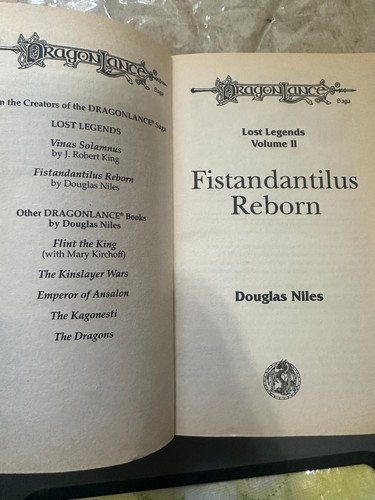 DRAGONLANCE®
Saga
m the Creators of the DRAGONLANCE® Saga
LOST LEGENDS
Vinas Solamnus
by J. Robert King
Fistandantilus Reborn
by Douglas Niles
Other DRAGONLANCE® Books
by Douglas Niles
Flint the King
(with Mary Kirchoff)
The Kinslayer Wars
Emperor of Ansalon
The Kagonesti
The Dragons
DRAGONLANCE®
Saga
Lost Legends
Volume II
Fistandantilus
Reborn
Douglas Niles